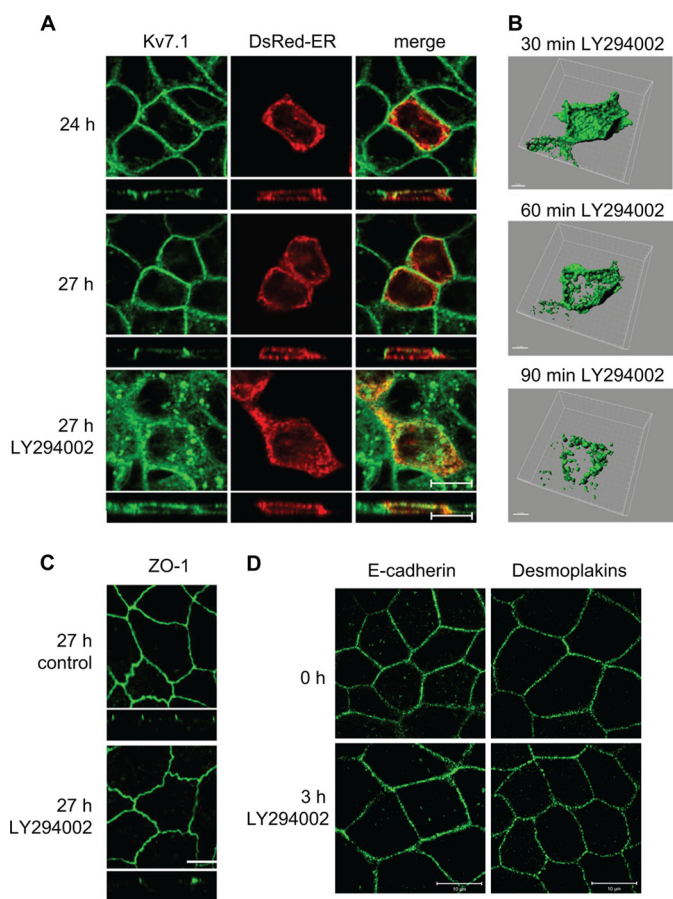 A
B
Kv7.1 DsRed-ER merge
30 min LY294002
24 h
60 min LY294002
27 h
90 min LY294002
27 h
LY294002
C
D
ZO-1
E-cadherin Desmoplakins
27 h
control
0 h
27 h
LY294002
3 h
LY294002
10 µm
10 µm